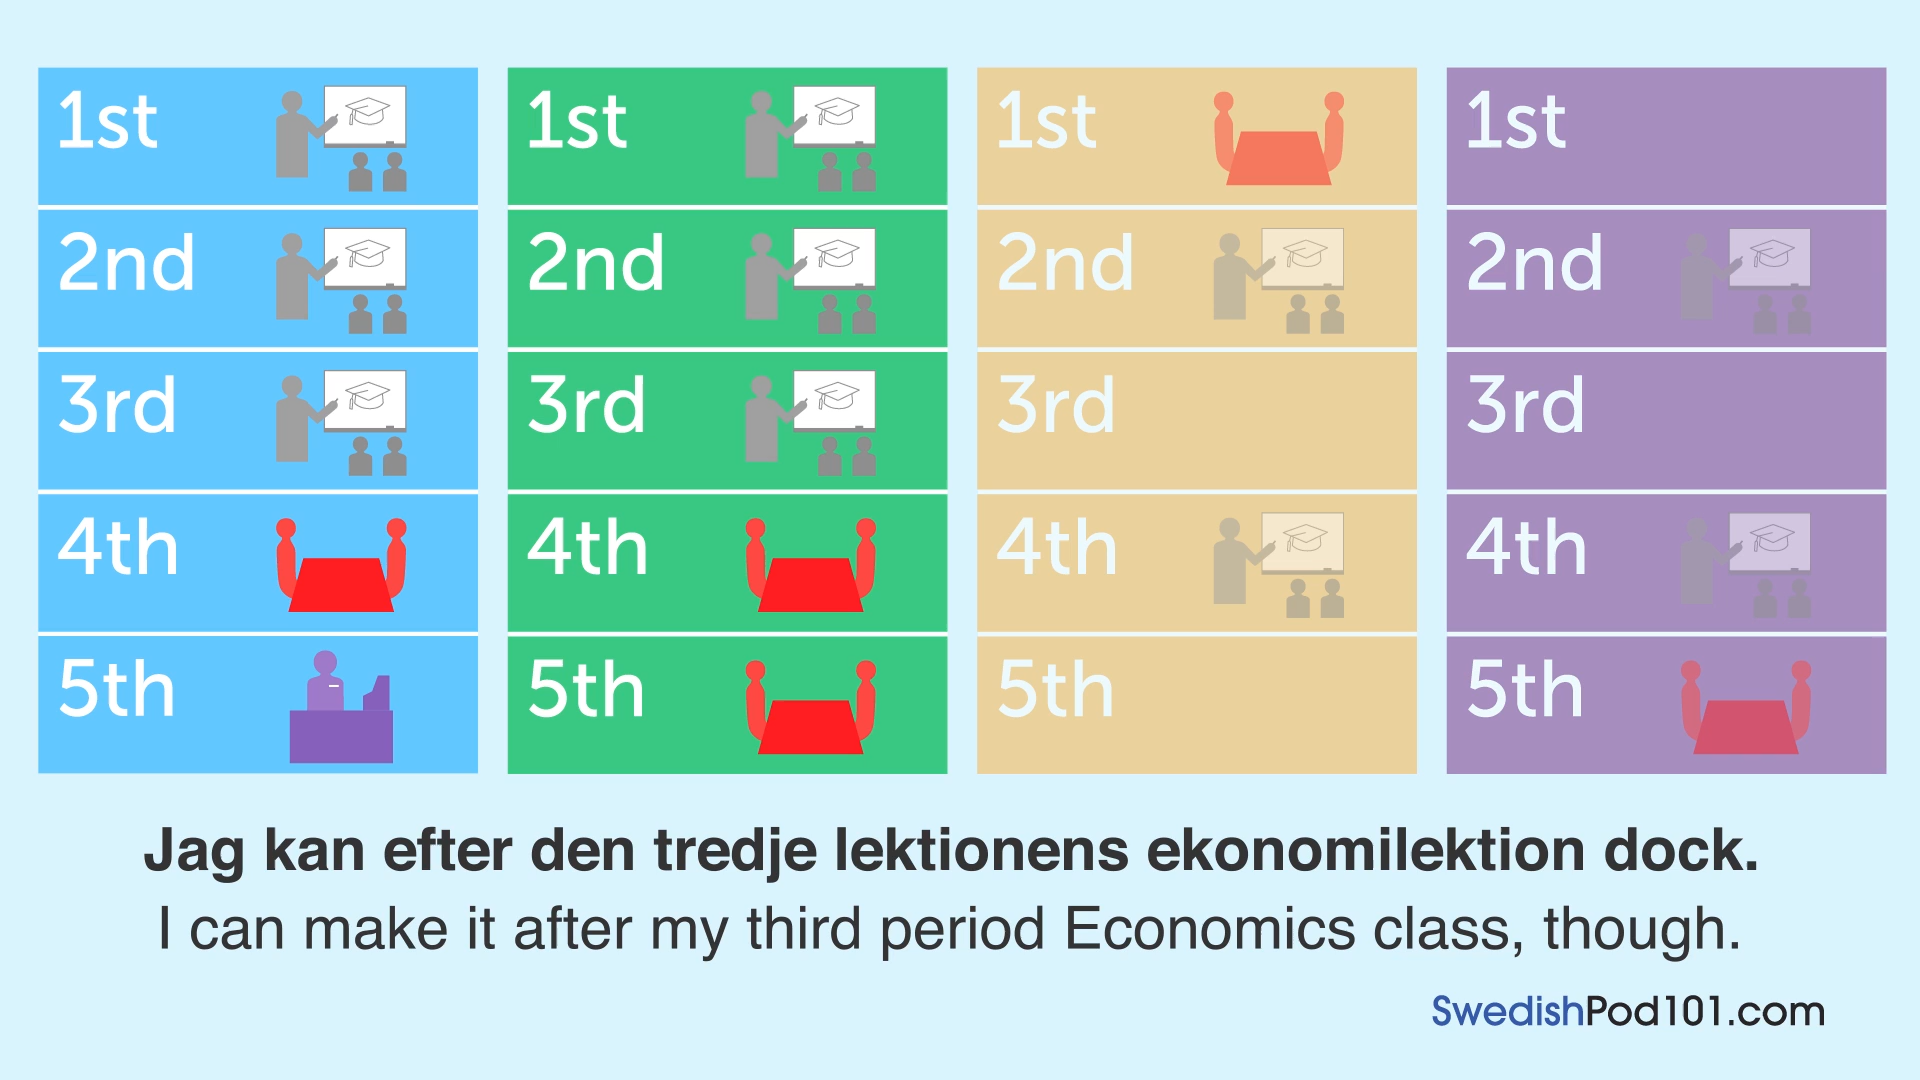 1st
2nd
3rd
4th
5th
1st
2nd
3rd
4th
5th
1st
2nd
3rd
4th
5th
1st
2nd
3rd
4th
5th
Jag kan efter den tredje lektionens ekonomilektion dock.
I can make it after my third period Economics class, though.
SwedishPod101.com